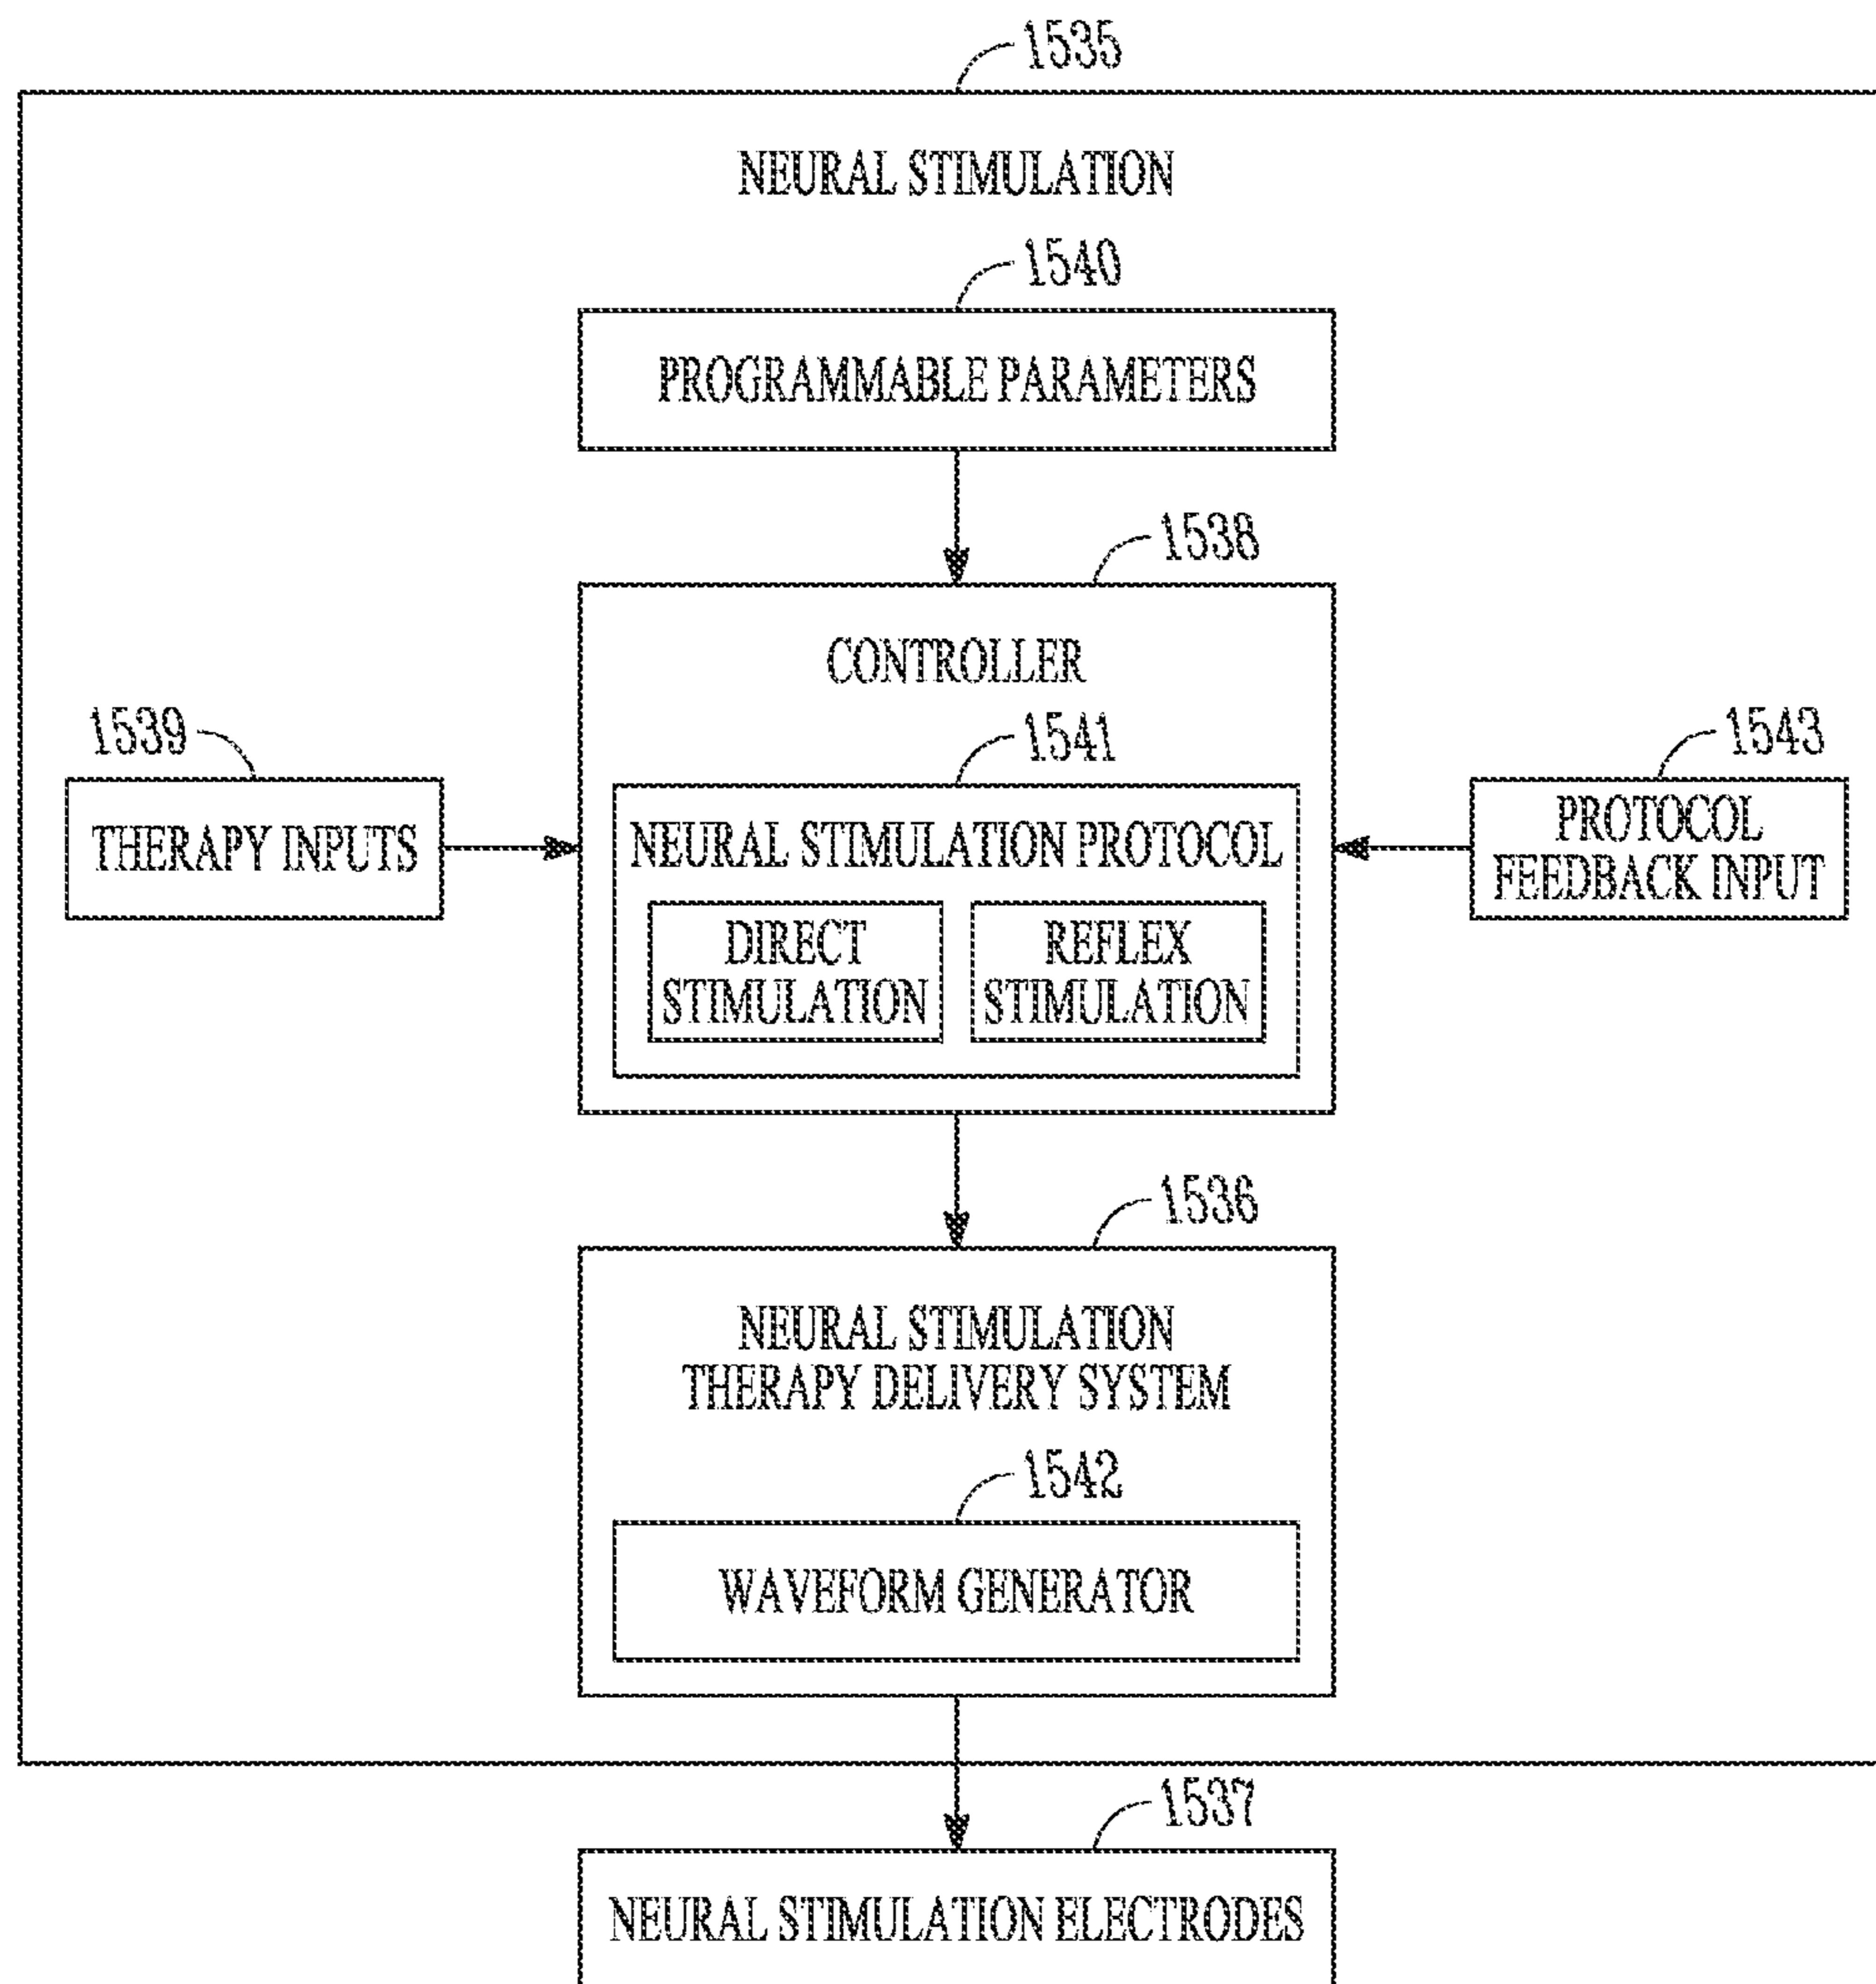 1535
NEURAL STIMULATION
1540
PROGRAMMABLE PARAMETERS
1538
CONTROLLER
1539
THERAPY INPUTS
1541
NEURAL STIMULATION PROTOCOL
DIRECT
STIMULATION
REFLEX
STIMULATION
1543
PROTOCOL
FEEDBACK INPUT
1536
NEURAL STIMULATION
THERAPY DELIVERY SYSTEM
1542
WAVEFORM GENERATOR
1537
NEURAL STIMULATION ELECTRODES